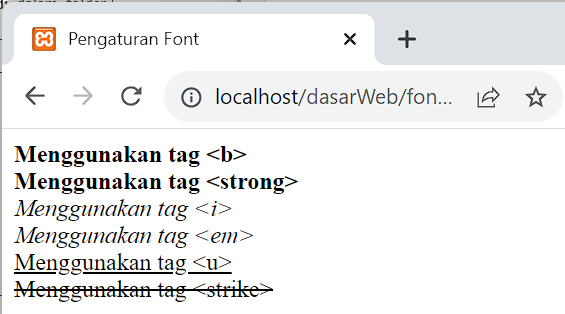 Pengaturan Font
localhost/dasarWeb/fon...
Menggunakan tag <b>
Menggunakan tag <strong>
Menggunakan tag <i>
Menggunakan tag <em>
Menggunakan tag <u>
Menggunakan tag <strike>